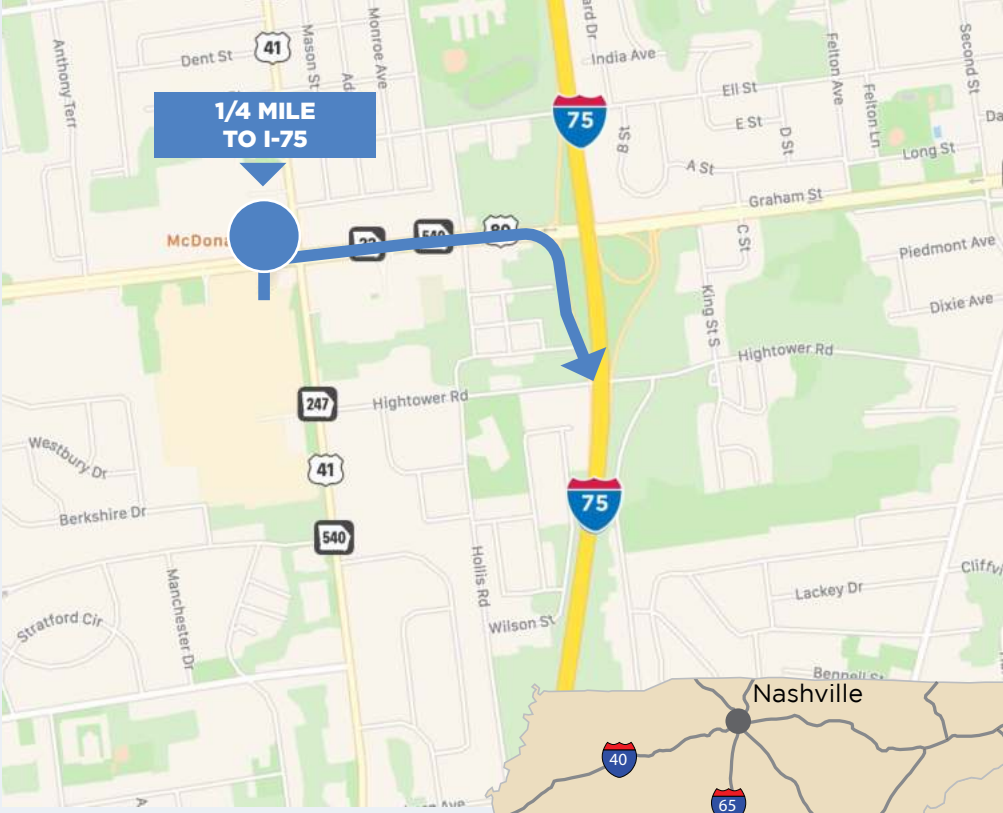 Anthony Terr
Dent St
41
Mason St
Monroe Ave
75
India Ave
Ell St
E St
D St
8 St
A St
Felton Ave
Felton Ln
Second St
Long St
Graham St
1/4 MILE
TO I-75
540
80
C St
Piedmont Ave
Dixie Ave
King St S
Hightower Rd
247
Hightower Rd
41
Westbury Dr
75
Berkshire Dr
540
Manchester Dr
Hollis Rd
Stratford Cir
Wilson St
Lackey Dr
Nashville
40
65